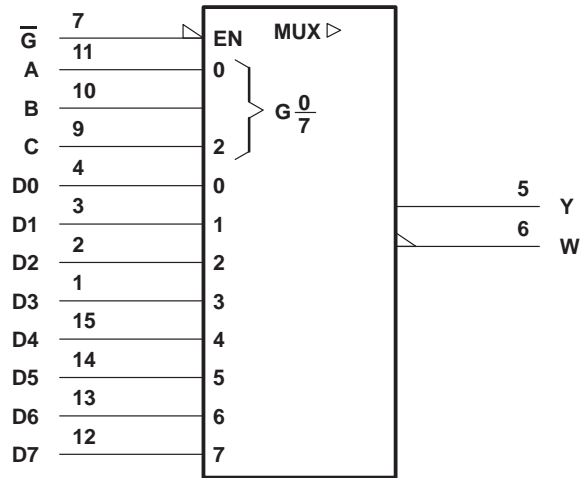 G 7 EN MUX
A 11 0
B 10 G 0/7
C 9 2
D0 4 0
D1 3 1
D2 2 2
D3 1 3
D4 15 4
D5 14 5
D6 13 6
D7 12 7
5 Y
6 W